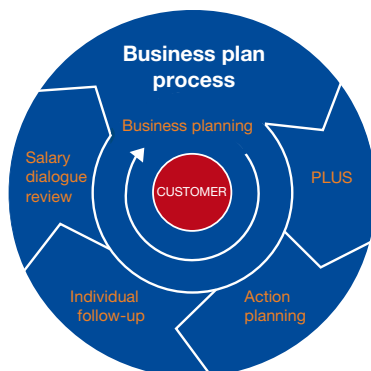 Business plan
process
Business planning
Salary
dialogue
review
PLUS
CUSTOMER
Individual
follow-up
Action
planning